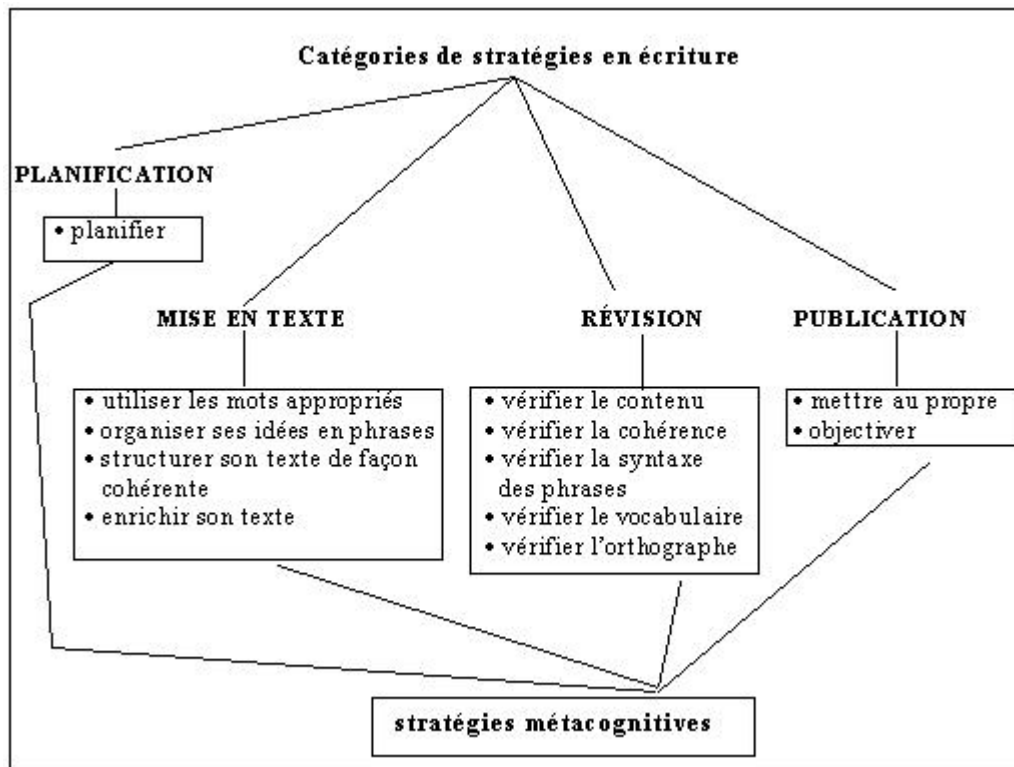 Catégories de stratégies en écriture
PLANIFICATION
• planifier
MISE EN TEXTE
• utiliser les mots appropriés
• organiser ses idées en phrases
• structurer son texte de façon
cohérente
• enrichir son texte
RÉVISION
• vérifier le contenu
• vérifier la cohérence
• vérifier la syntaxe
des phrases
• vérifier le vocabulaire
• vérifier l'orthographe
PUBLICATION
• mettre au propre
• objectiver
stratégies métacognitives